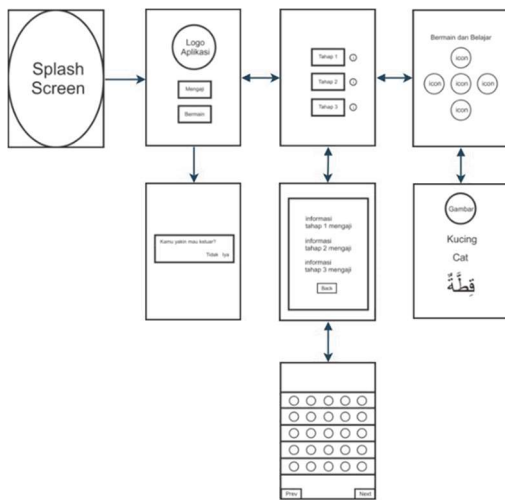 Splash
Screen
Logo
Aplikasi
Mengaji
Bermain
Tahap 1
Tahap 2
Tahap 3
Bermain dan Belajar
icon
icon
icon
icon
icon
Kamu yakin mau keluar?
Tidak Iya
informasi
tahap 1 mengaji
informasi
tahap 2 mengaji
informasi
tahap 3 mengaji
Back
Gambar
Kucing
Cat
قِطَّةٌ
Prev
Next